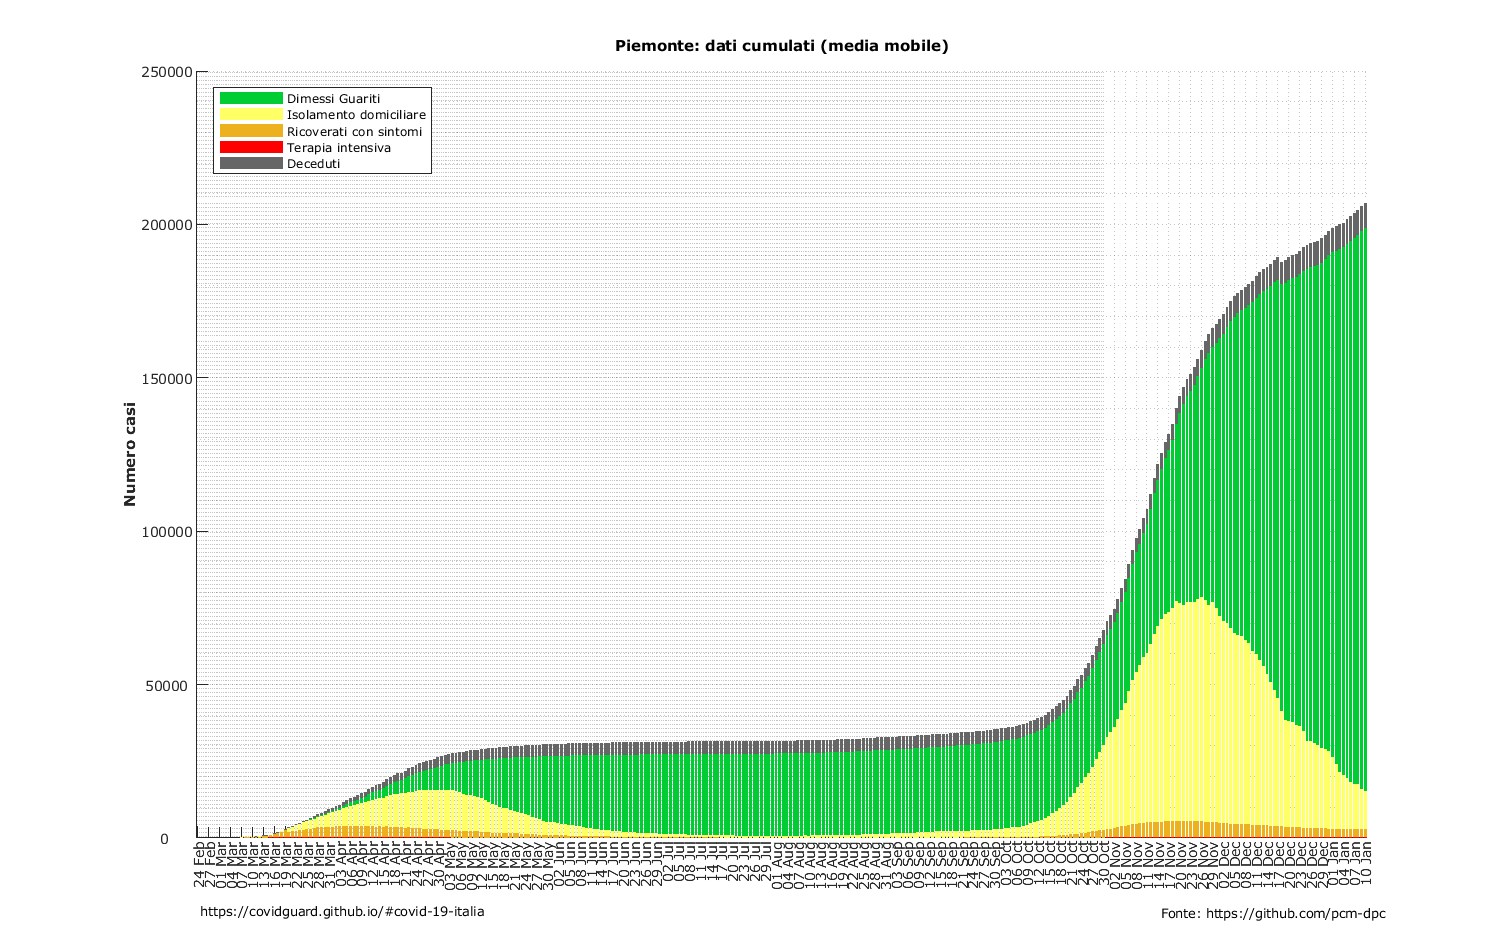 Piemonte: dati cumulati (media mobile)
250000
200000
150000
100000
50000
0
Numero casi
Dimessi Guariti
Isolamento domiciliare
Ricoverati con sintomi
Terapia intensiva
Deceduti
24 Feb
27 Feb
01 Mar
04 Mar
07 Mar
10 Mar
13 Mar
16 Mar
19 Mar
22 Mar
25 Mar
28 Mar
31 Mar
03 Apr
06 Apr
09 Apr
12 Apr
15 Apr
18 Apr
21 Apr
24 Apr
27 Apr
30 Apr
03 May
06 May
09 May
12 May
15 May
18 May
21 May
24 May
27 May
30 May
02 Jun
05 Jun
08 Jun
11 Jun
14 Jun
17 Jun
20 Jun
23 Jun
26 Jun
29 Jun
02 Jul
05 Jul
08 Jul
11 Jul
14 Jul
17 Jul
20 Jul
23 Jul
26 Jul
29 Jul
01 Aug
04 Aug
07 Aug
10 Aug
13 Aug
16 Aug
19 Aug
22 Aug
25 Aug
28 Aug
31 Aug
03 Sep
06 Sep
09 Sep
12 Sep
15 Sep
18 Sep
21 Sep
24 Sep
27 Sep
30 Sep
03 Oct
06 Oct
09 Oct
12 Oct
15 Oct
18 Oct
21 Oct
24 Oct
27 Oct
30 Oct
02 Nov
05 Nov
08 Nov
11 Nov
14 Nov
17 Nov
20 Nov
23 Nov
26 Nov
29 Nov
02 Dec
05 Dec
08 Dec
11 Dec
14 Dec
17 Dec
20 Dec
23 Dec
26 Dec
29 Dec
01 Jan
04 Jan
07 Jan
10 Jan
https://covidguard.github.io/#covid-19-italia
Fonte: https://github.com/pcm-dpc